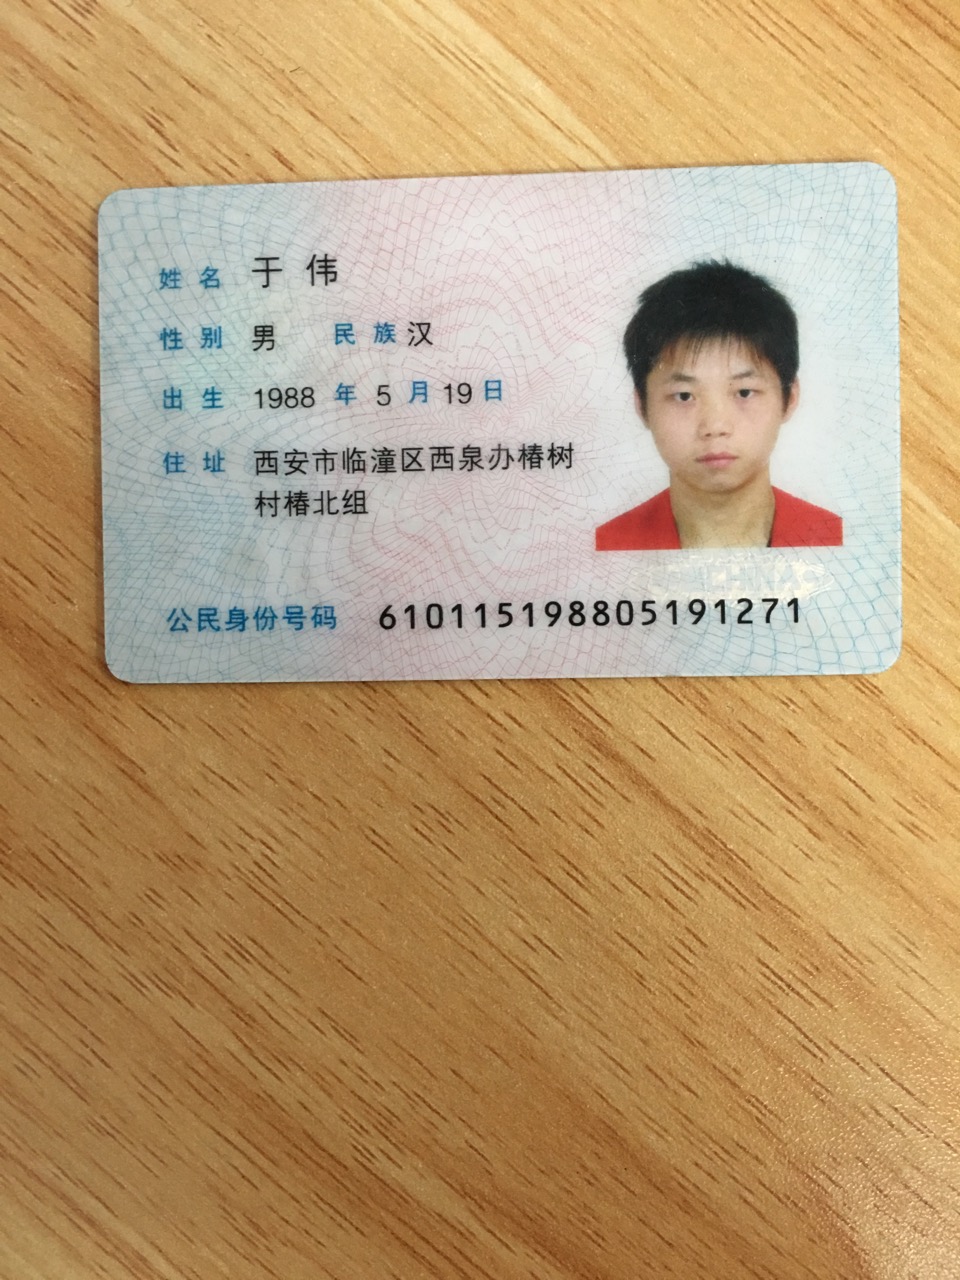 姓名 于伟
性别 男 民族 汉
出生 1988 年 5 月 19 日
住址 西安市临潼区西泉办椿树
村椿北组
公民身份号码 610115198805191271
CHINA